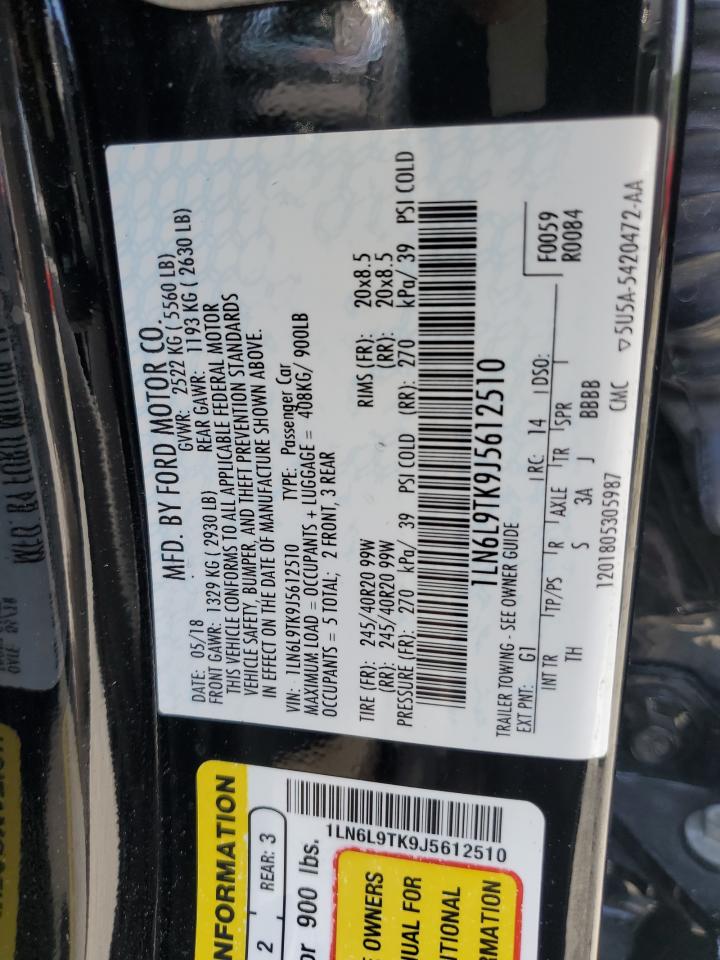 MFD. BY FORD MOTOR CO.
DATE: 05/18 GVWR: 2522 KG ( 5560 LB)
FRONT GAWR: 1329 KG ( 2930 LB) REAR GAWR: 1193 KG ( 2630 LB)
THIS VEHICLE CONFORMS TO ALL APPLICABLE FEDERAL MOTOR
VEHICLE SAFETY, BUMPER, AND THEFT PREVENTION STANDARDS
IN EFFECT ON THE DATE OF MANUFACTURE SHOWN ABOVE.
VIN: 1LN6L9TK9J5612510 TYPE: Passenger Car
MAXIMUM LOAD = OCCUPANTS + LUGGAGE = 408KG/ 900LB
OCCUPANTS = 5 TOTAL; 2 FRONT, 3 REAR
TIRE (FR): 245/40R20 99W RIMS (FR): 20x8.5
(RR): 245/40R20 99W (RR): 20x8.5
PRESSURE (FR): 270 kPa/ 39 PSI COLD (RR): 270 kPa/ 39 PSI COLD
1LN6L9TK9J5612510
TRAILER TOWING - SEE OWNER GUIDE
EXT PNT: G1 RC: 14 DSO: F0059
R0084
INT TR TP/PS R AXLE TR SPR
TH S 3A J BBBB
1201805305987 CMC ▽5U5A-5420472-AA
NFORMATION
2 REAR: 3
or 900 lbs.
1LN6L9TK9J5612510
E OWNERS
UAL FOR
ITIONAL
RMATION